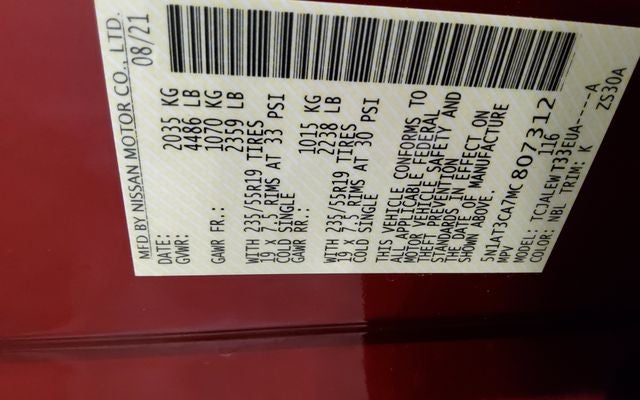 MFD BY NISSAN MOTOR CO., LTD.
DATE: 08/21
GVWR: 2035 KG
4486 LB
GAWR FR.: 1070 KG
2359 LB
WITH 235/55R19 TIRES
19 X 7.5 RIMS AT 33 PSI
COLD SINGLE
GAWR RR.: 1015 KG
2238 LB
WITH 235/55R19 TIRES
19 X 7.5 RIMS AT 30 PSI
COLD SINGLE
THIS VEHICLE CONFORMS TO
ALL APPLICABLE FEDERAL
MOTOR VEHICLE SAFETY AND
THEFT PREVENTION
STANDARDS IN EFFECT ON
THE DATE OF MANUFACTURE
SHOWN ABOVE.
5N1AT3CA7MC807312
MPV 116
MODEL: TCJALEWT33EUA-----A
COLOR: NBL TRIM: K ZS30A